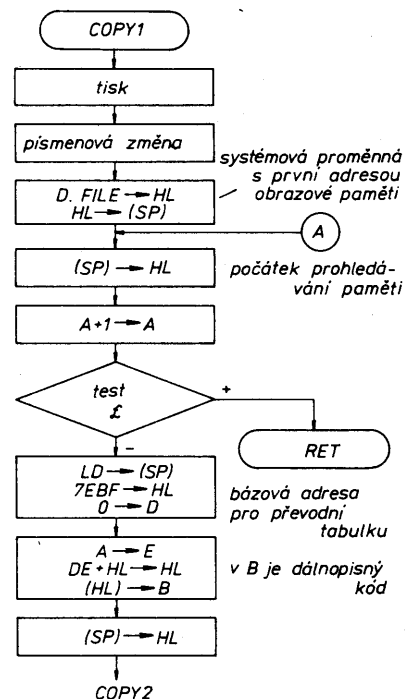 COPY1
tisk
písmenová změna
systémová proměnná
s první adresou
obrazové paměti
D. FILE → HL
HL → (SP)
A
(SP) → HL
počátek prohledá-
vání paměti
A+1 → A
test
£
+
RET
-
LD → (SP)
7EBF → HL
0 → D
bázová adresa
pro převodní
tabulku
A → E
DE + HL → HL
(HL) → B
v B je dálnopisný
kód
(SP) → HL
COPY2